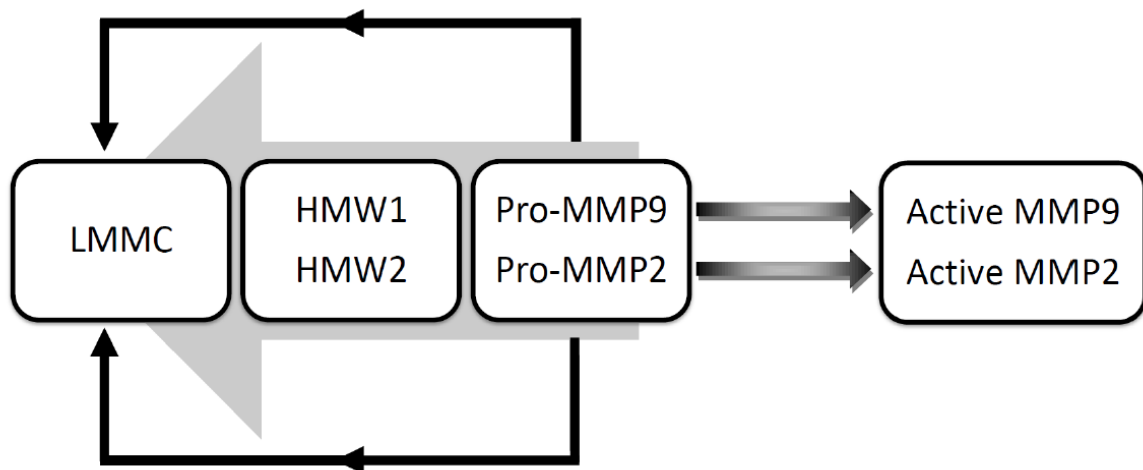 LMMC
HMW1
HMW2
Pro-MMP9
Pro-MMP2
Active MMP9
Active MMP2